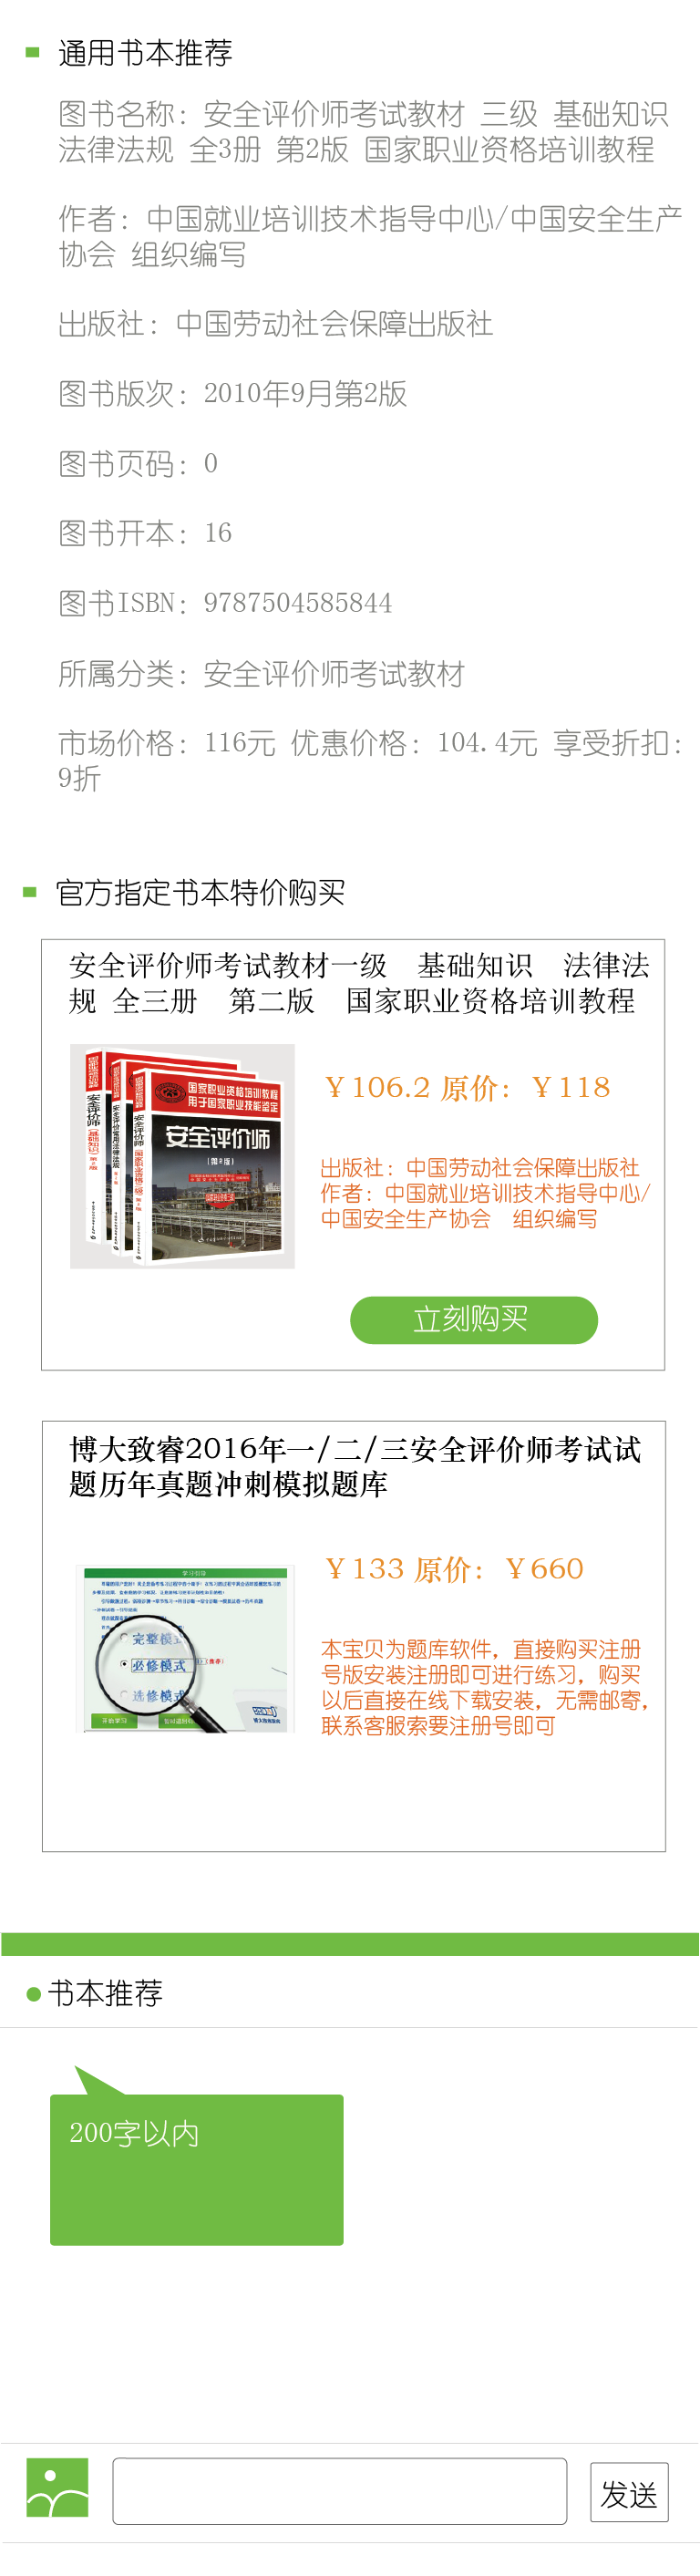 通用书本推荐
图书名称：安全评价师考试教材 三级 基础知识
法律法规 全3册 第2版 国家职业资格培训教程
作者：中国就业培训技术指导中心/中国安全生产
协会 组织编写
出版社：中国劳动社会保障出版社
图书版次：2010年9月第2版
图书页码：0
图书开本：16
图书ISBN：9787504585844
所属分类：安全评价师考试教材
市场价格：116元 优惠价格：104.4元 享受折扣：
9折
官方指定书本特价购买
安全评价师考试教材一级 基础知识 法律法
规 全三册 第二版 国家职业资格培训教程
国家职业资格培训教程
用于国家职业技能鉴定
安全评价师
（第2版）
￥106.2 原价：￥118
出版社：中国劳动社会保障出版社
作者：中国就业培训技术指导中心/
中国安全生产协会 组织编写
立刻购买
博大致睿2016年一/二/三安全评价师考试试
题历年真题冲刺模拟题库
学习引导
完整模式
必修模式
(推荐)
选修模式
开始学习
￥133 原价：￥660
本宝贝为题库软件，直接购买注册
号版安装注册即可进行练习，购买
以后直接在线下载安装，无需邮寄，
联系客服索要注册号即可
书本推荐
200字以内
发送